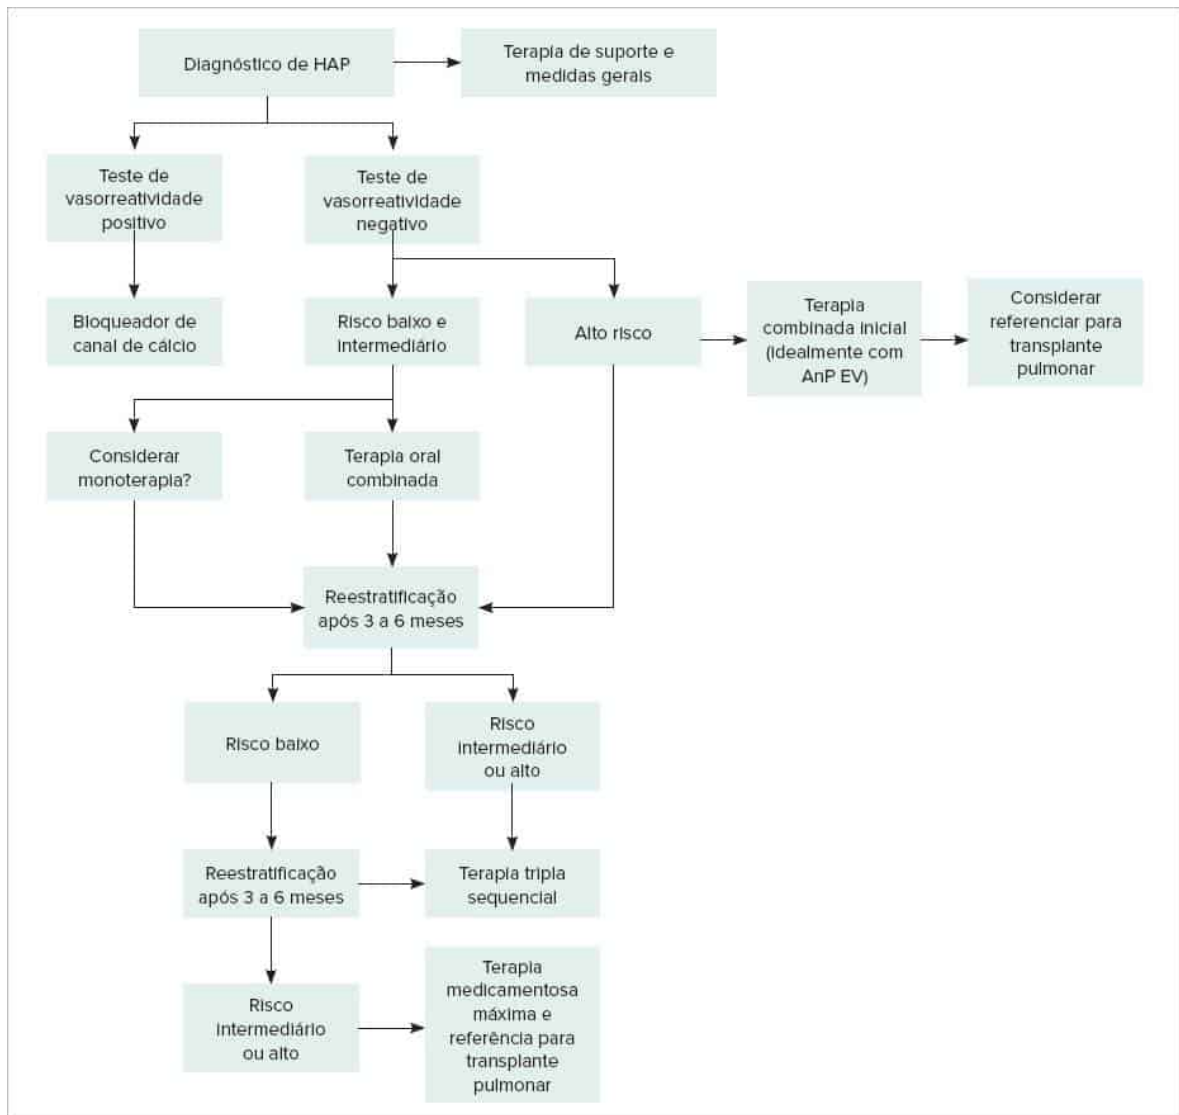 Diagnóstico de HAP
Terapia de suporte e
medidas gerais
Teste de
vasorreatividade
positivo
Teste de
vasorreatividade
negativo
Bloqueador de
canal de cálcio
Risco baixo e
intermediário
Alto risco
Terapia
combinada inicial
(idealmente com
AnP EV)
Considerar
referenciar para
transplante
pulmonar
Considerar
monoterapia?
Terapia oral
combinada
Reestratificação
após 3 a 6 meses
Risco baixo
Risco
intermediário
ou alto
Reestratificação
após 3 a 6 meses
Terapia tripla
sequencial
Risco
intermediário
ou alto
Terapia
medicamentosa
máxima e
referência para
transplante
pulmonar